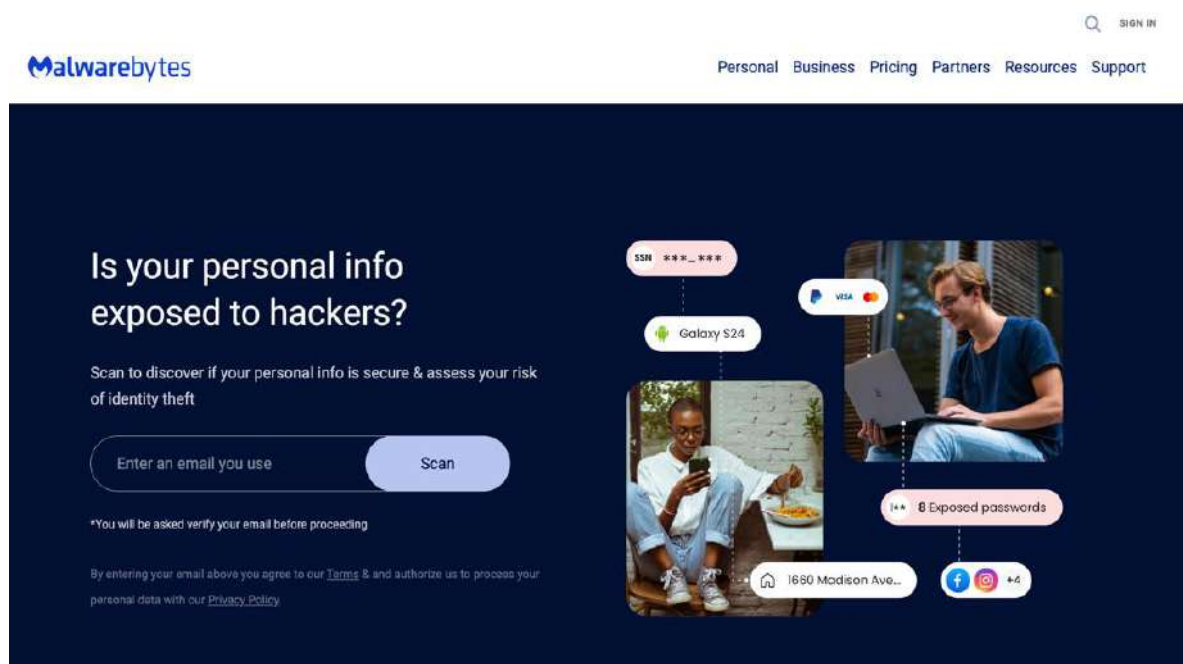 SIGN IN
Malwarebytes
Personal Business Pricing Partners Resources Support
Is your personal info
exposed to hackers?
Scan to discover if your personal info is secure & assess your risk
of identity theft
Enter an email you use
Scan
*You will be asked verify your email before proceeding
By entering your email above you agree to our Terms & and authorize us to process your
personal data with our Privacy Policy
SSN ***_***
VISA
Galaxy S24
8 Exposed passwords
1660 Madison Ave...
+4